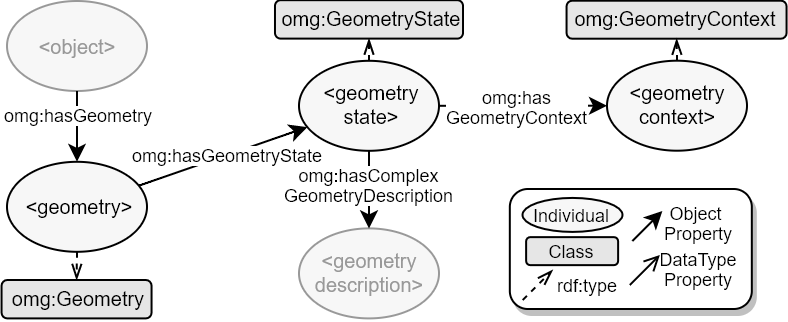 <object>
omg:hasGeometry
<geometry>
omg:Geometry
omg:hasGeometryState
omg:GeometryState
<geometry
state>
omg:hasComplex
GeometryDescription
<geometry
description>
omg:has
GeometryContext
omg:GeometryContext
<geometry
context>
Individual
Class
rdf:type
Object
Property
DataType
Property